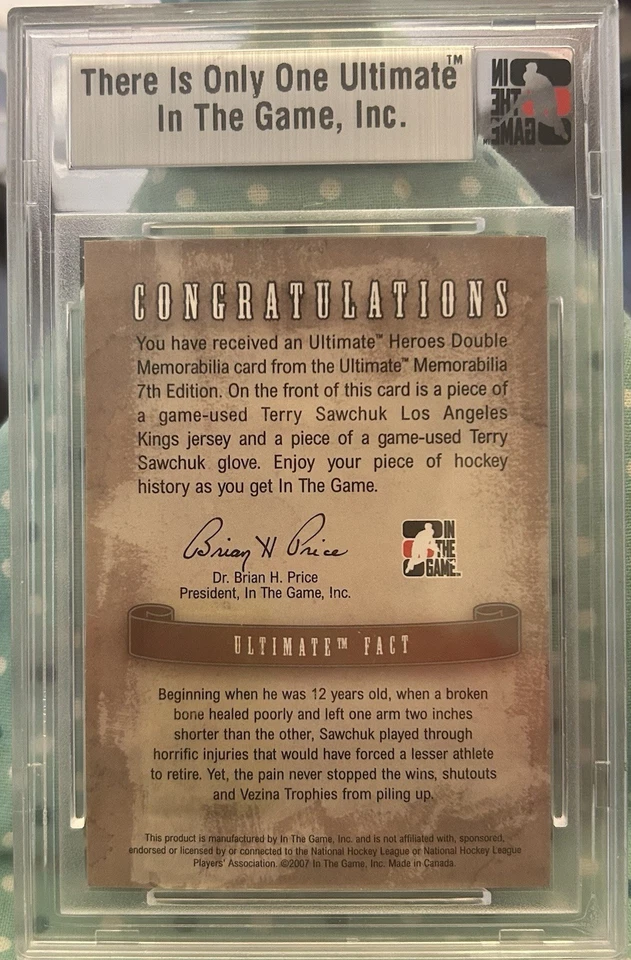 There Is Only One Ultimate™
In The Game, Inc.
IN
THE
GAME
CONGRATULATIONS
You have received an Ultimate™ Heroes Double
Memorabilia card from the Ultimate™ Memorabilia
7th Edition. On the front of this card is a piece of
a game-used Terry Sawchuk Los Angeles
Kings jersey and a piece of a game-used Terry
Sawchuk glove. Enjoy your piece of hockey
history as you get In The Game.
Brian H Price
Dr. Brian H. Price
President, In The Game, Inc.
IN
THE
GAME
ULTIMATE™ FACT
Beginning when he was 12 years old, when a broken
bone healed poorly and left one arm two inches
shorter than the other, Sawchuk played through
horrific injuries that would have forced a lesser athlete
to retire. Yet, the pain never stopped the wins, shutouts
and Vezina Trophies from piling up.
This product is manufactured by In The Game, Inc. and is not affiliated with, sponsored,
endorsed or licensed by or connected to the National Hockey League or National Hockey League
Players' Association. ©2007 In The Game, Inc. Made in Canada.